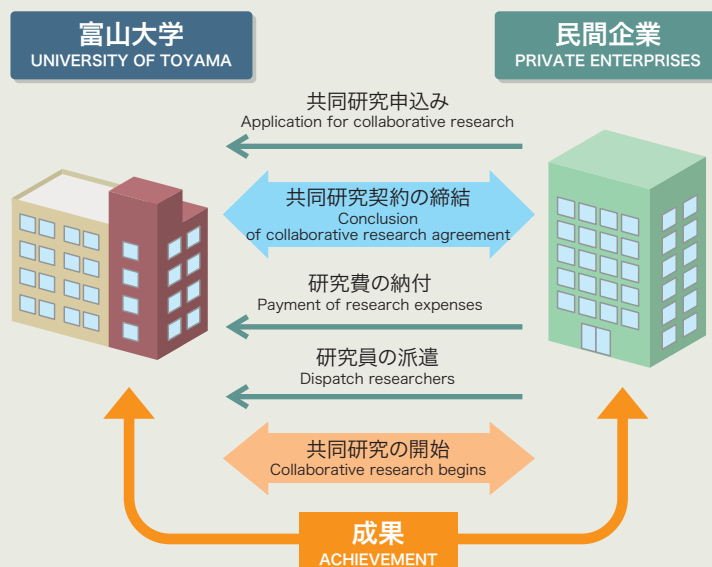 富山大学
UNIVERSITY OF TOYAMA
民間企業
PRIVATE ENTERPRISES
共同研究申込み
Application for collaborative research
共同研究契約の締結
Conclusion
of collaborative research agreement
研究費の納付
Payment of research expenses
研究員の派遣
Dispatch researchers
共同研究の開始
Collaborative research begins
成果
ACHIEVEMENT